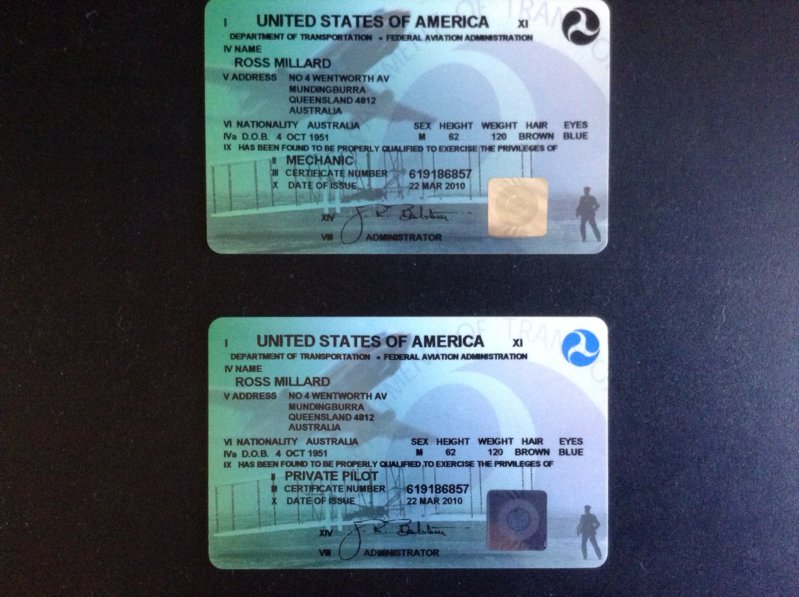 I UNITED STATES OF AMERICA XI
DEPARTMENT OF TRANSPORTATION • FEDERAL AVIATION ADMINISTRATION
IV NAME
ROSS MILLARD
V ADDRESS NO 4 WENTWORTH AV
MUNDINGBURRA
QUEENSLAND 4812
AUSTRALIA
VI NATIONALITY AUSTRALIA SEX HEIGHT WEIGHT HAIR EYES
IVa D.O.B. 4 OCT 1951 M 62 120 BROWN BLUE
IX HAS BEEN FOUND TO BE PROPERLY QUALIFIED TO EXERCISE THE PRIVILEGES OF
II MECHANIC
III CERTIFICATE NUMBER 619186857
X DATE OF ISSUE 22 MAR 2010
XIV
VIII ADMINISTRATOR
I UNITED STATES OF AMERICA XI
DEPARTMENT OF TRANSPORTATION • FEDERAL AVIATION ADMINISTRATION
IV NAME
ROSS MILLARD
V ADDRESS NO 4 WENTWORTH AV
MUNDINGBURRA
QUEENSLAND 4812
AUSTRALIA
VI NATIONALITY AUSTRALIA SEX HEIGHT WEIGHT HAIR EYES
IVa D.O.B. 4 OCT 1951 M 62 120 BROWN BLUE
IX HAS BEEN FOUND TO BE PROPERLY QUALIFIED TO EXERCISE THE PRIVILEGES OF
II PRIVATE PILOT
III CERTIFICATE NUMBER 619186857
X DATE OF ISSUE 22 MAR 2010
XIV
VIII ADMINISTRATOR